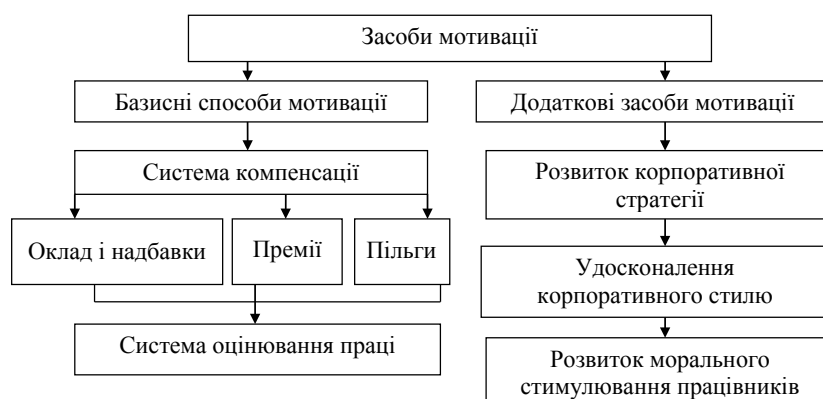 Засоби мотивації
Базисні способи мотивації
Додаткові засоби мотивації
Система компенсації
Розвиток корпоративної
стратегії
Оклад і надбавки
Премії
Пільги
Удосконалення
корпоративного стилю
Система оцінювання праці
Розвиток морального
стимулювання працівників